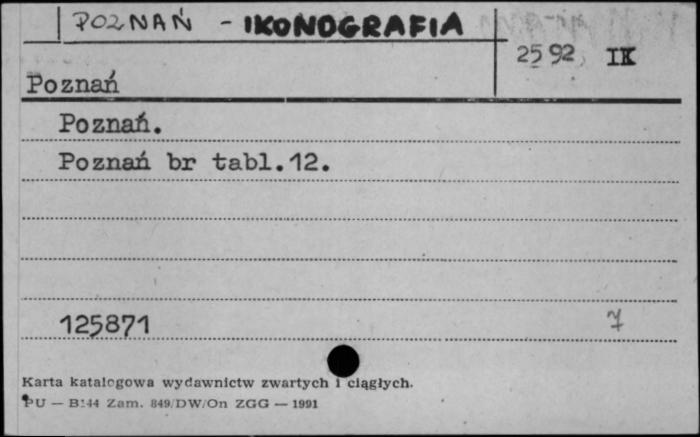 POZNAŃ - IKONOGRAFIA
2592 IK
Poznań
Poznań.
Poznań br tabl.12.
125871 7
Karta katalogowa wydawnictw zwartych i ciągłych.
PU — B144 Zam. 849/DW/On ZGG — 1991